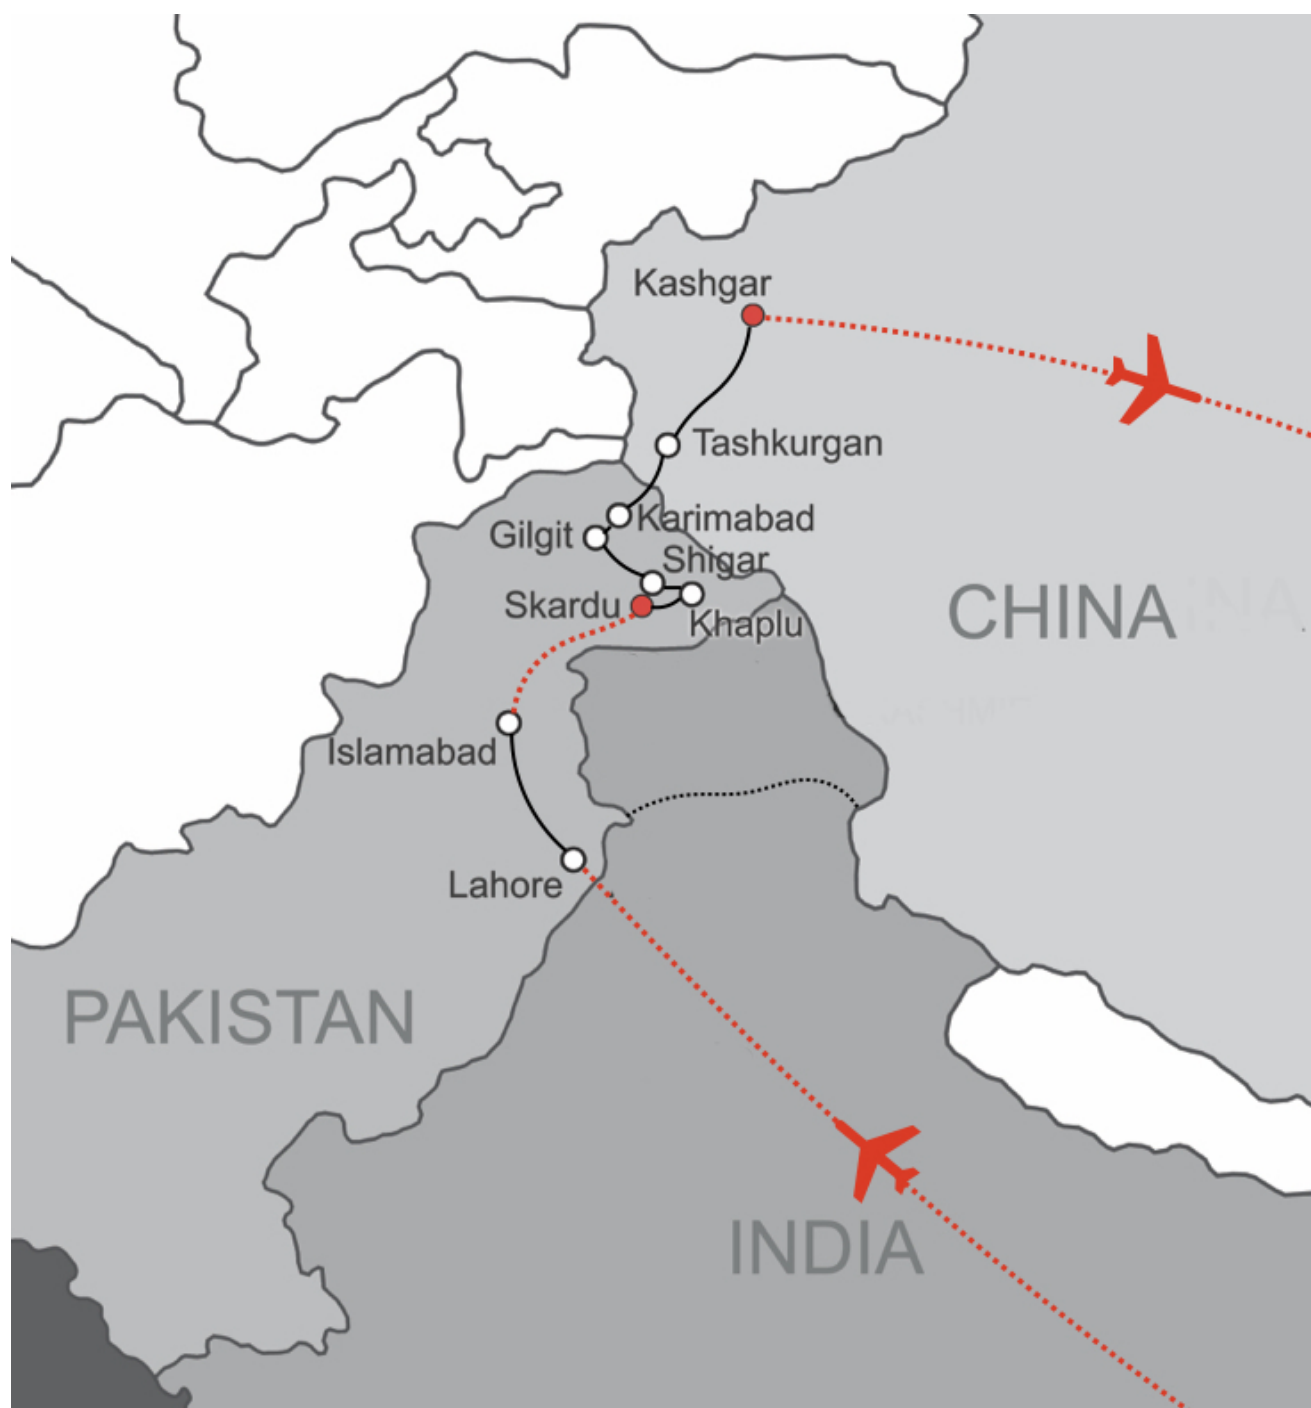 Kashgar
Tashkurgan
Karimabad
Gilgit
Shigar
Skardu
Khaplu
CHINA
Islamabad
Lahore
PAKISTAN
INDIA